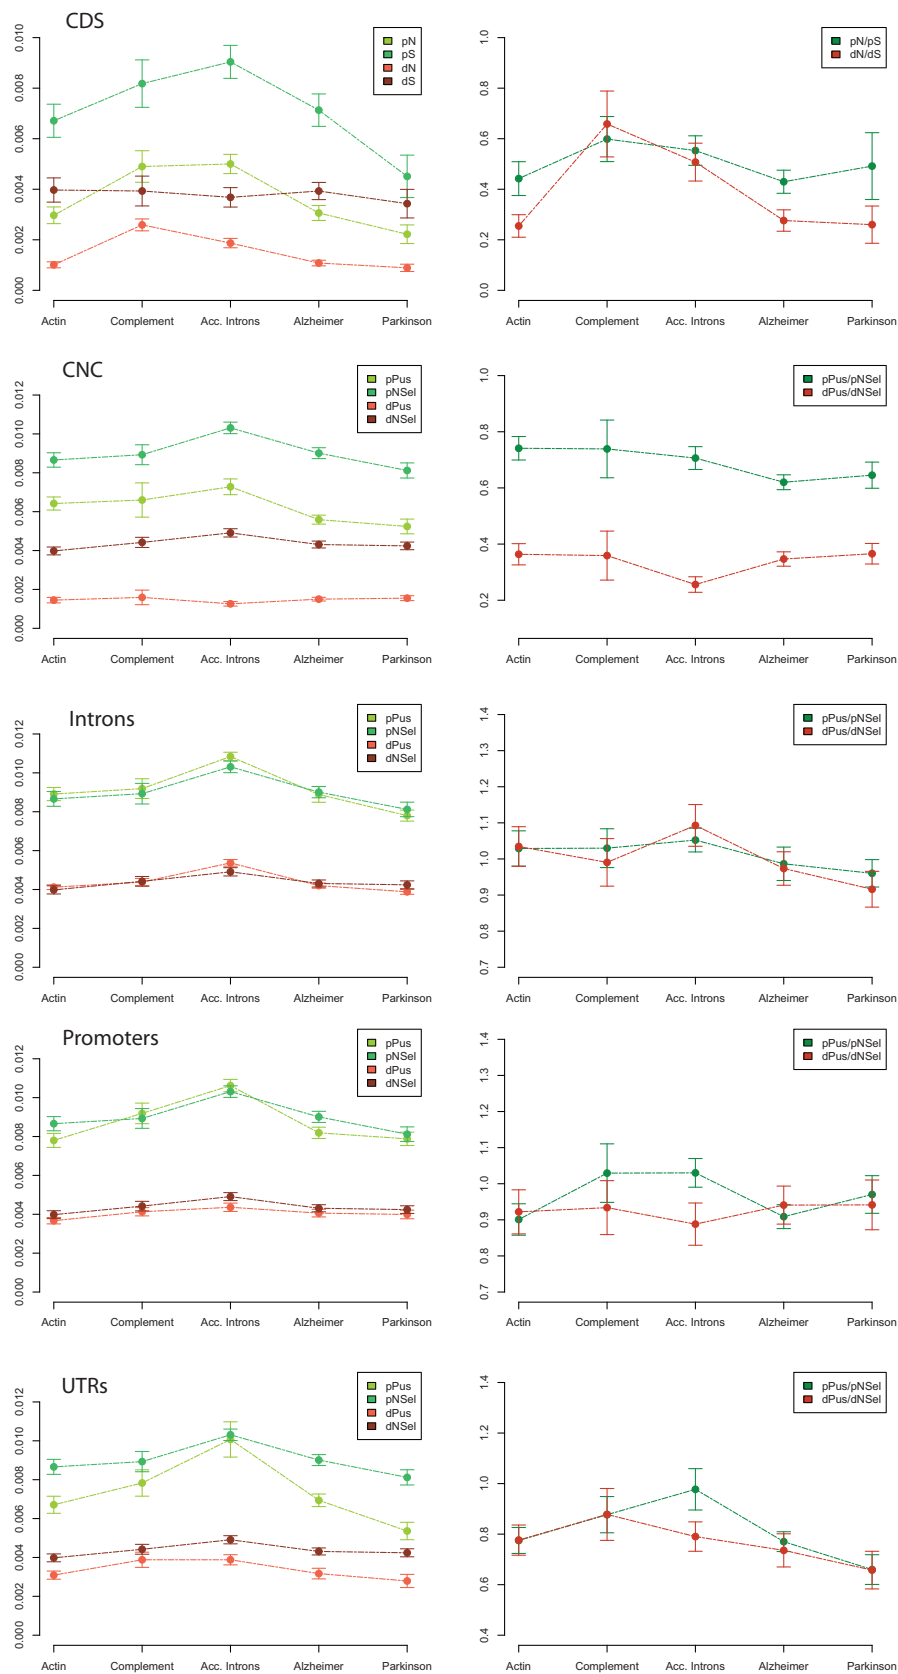 CDS
0.010
0.008
0.006
0.004
0.002
0.000
pN
pS
dN
dS
Actin Complement Acc. Introns Alzheimer Parkinson
1.0
0.8
0.6
0.4
0.2
0.0
pN/pS
dN/dS
Actin Complement Acc. Introns Alzheimer Parkinson
CNC
0.012
0.010
0.008
0.006
0.004
0.002
0.000
pPus
pNSel
dPus
dNSel
Actin Complement Acc. Introns Alzheimer Parkinson
1.0
0.8
0.6
0.4
0.2
pPus/pNSel
dPus/dNSel
Actin Complement Acc. Introns Alzheimer Parkinson
Introns
0.012
0.010
0.008
0.006
0.004
0.002
0.000
pPus
pNSel
dPus
dNSel
Actin Complement Acc. Introns Alzheimer Parkinson
1.4
1.3
1.2
1.1
1.0
0.9
0.8
0.7
pPus/pNSel
dPus/dNSel
Actin Complement Acc. Introns Alzheimer Parkinson
Promoters
0.012
0.010
0.008
0.006
0.004
0.002
0.000
pPus
pNSel
dPus
dNSel
Actin Complement Acc. Introns Alzheimer Parkinson
1.4
1.3
1.2
1.1
1.0
0.9
0.8
0.7
pPus/pNSel
dPus/dNSel
Actin Complement Acc. Introns Alzheimer Parkinson
UTRs
0.012
0.010
0.008
0.006
0.004
0.002
0.000
pPus
pNSel
dPus
dNSel
Actin Complement Acc. Introns Alzheimer Parkinson
1.4
1.2
1.0
0.8
0.6
0.4
pPus/pNSel
dPus/dNSel
Actin Complement Acc. Introns Alzheimer Parkinson